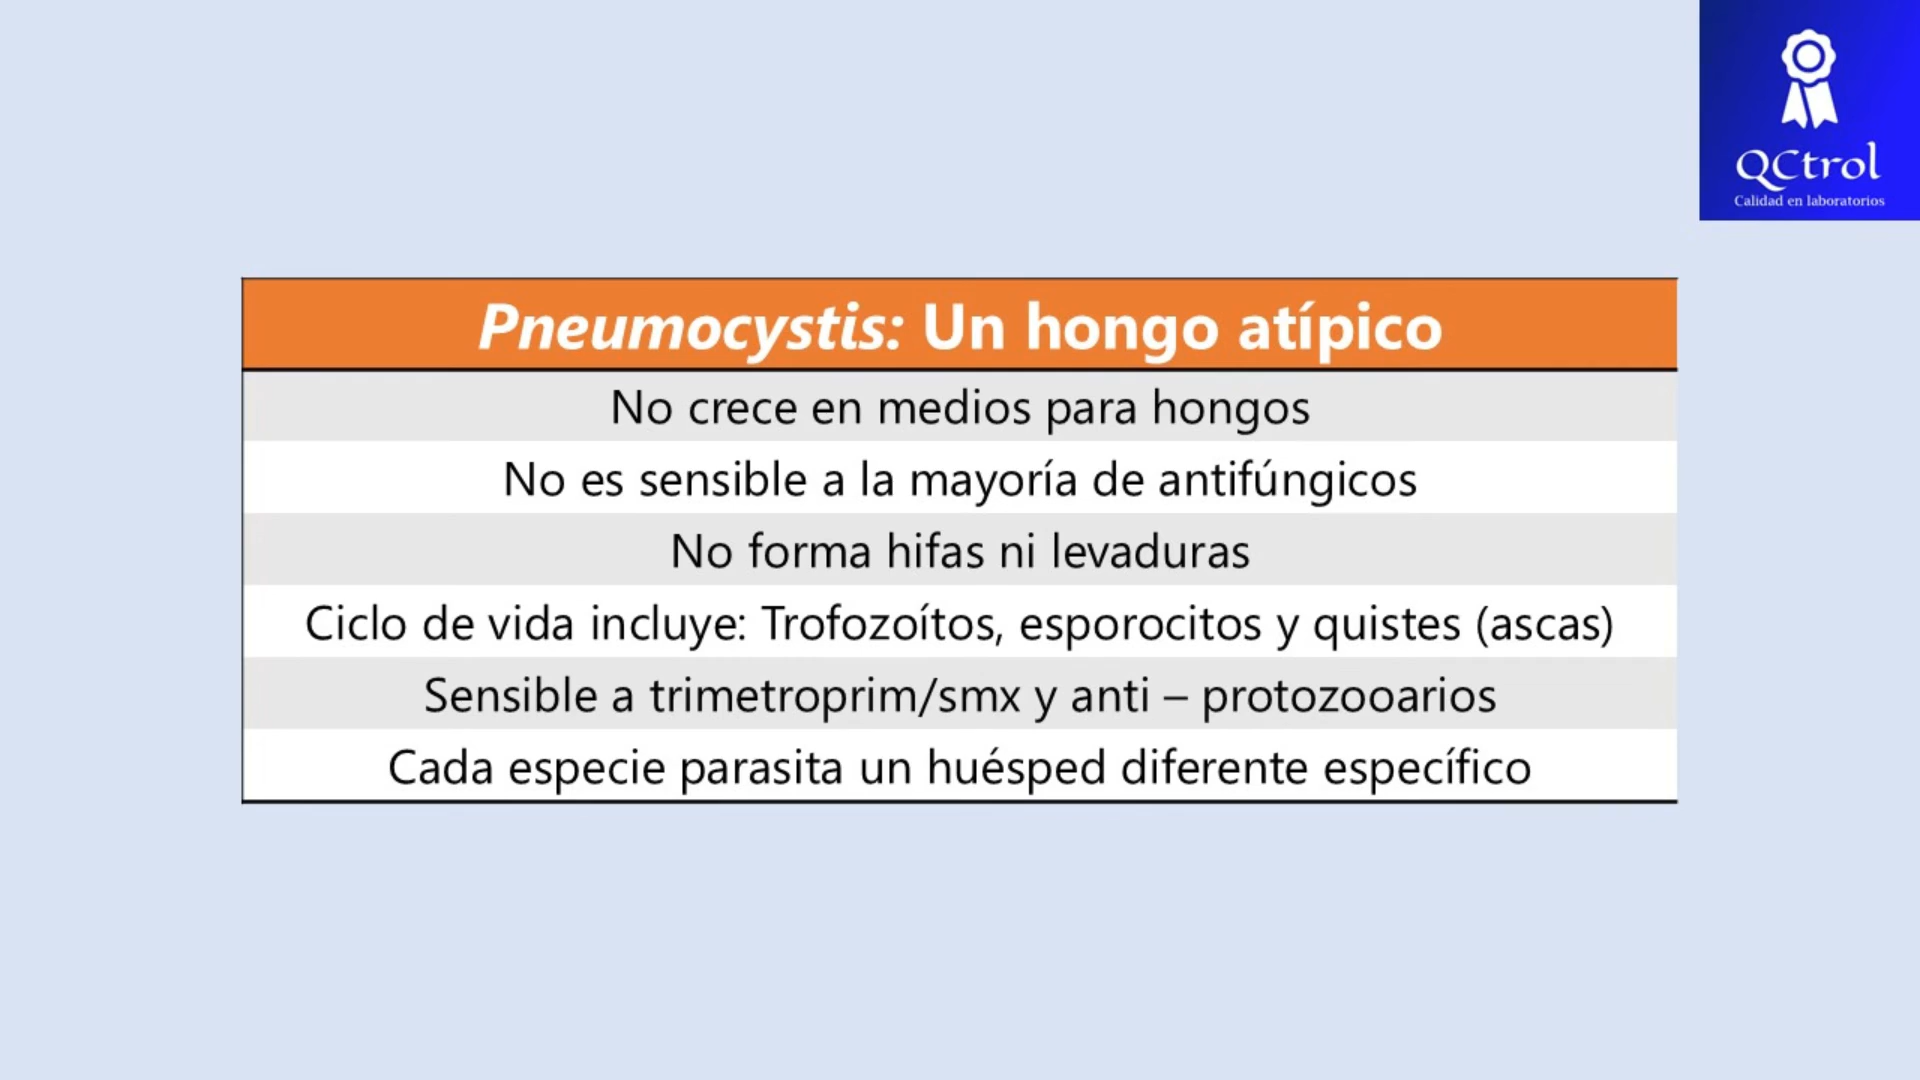 QCtrol
Calidad en laboratorios
Pneumocystis: Un hongo atípico
No crece en medios para hongos
No es sensible a la mayoría de antifúngicos
No forma hifas ni levaduras
Ciclo de vida incluye: Trofozoítos, esporocitos y quistes (ascas)
Sensible a trimetroprim/smx y anti – protozooarios
Cada especie parasita un huésped diferente específico